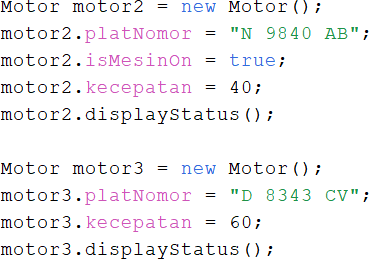 Motor motor2 = new Motor();
motor2.platNomor = "N 9840 AB";
motor2.isMesinOn = true;
motor2.kecepatan = 40;
motor2.displayStatus();

Motor motor3 = new Motor();
motor3.platNomor = "D 8343 CV";
motor3.kecepatan = 60;
motor3.displayStatus();